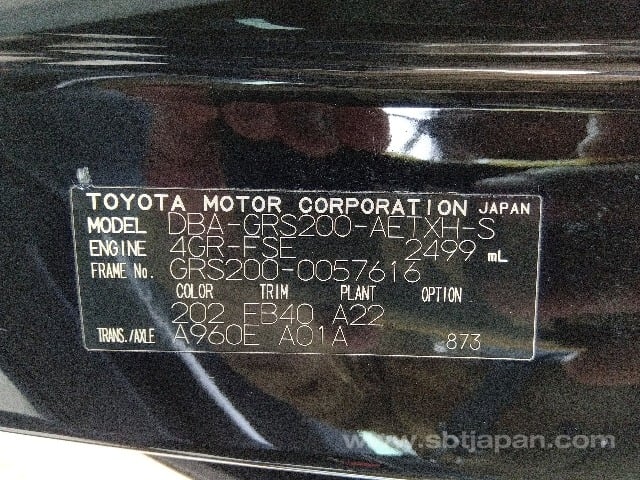 TOYOTA MOTOR CORPORATION JAPAN
MODEL DBA-GRS200-AETXH-S
ENGINE 4GR-FSE 2499 mL
FRAME No. GRS200-0057616
COLOR TRIM PLANT OPTION
202 FB40 A22
TRANS./AXLE A960E A01A 873
www.sbtjapan.com